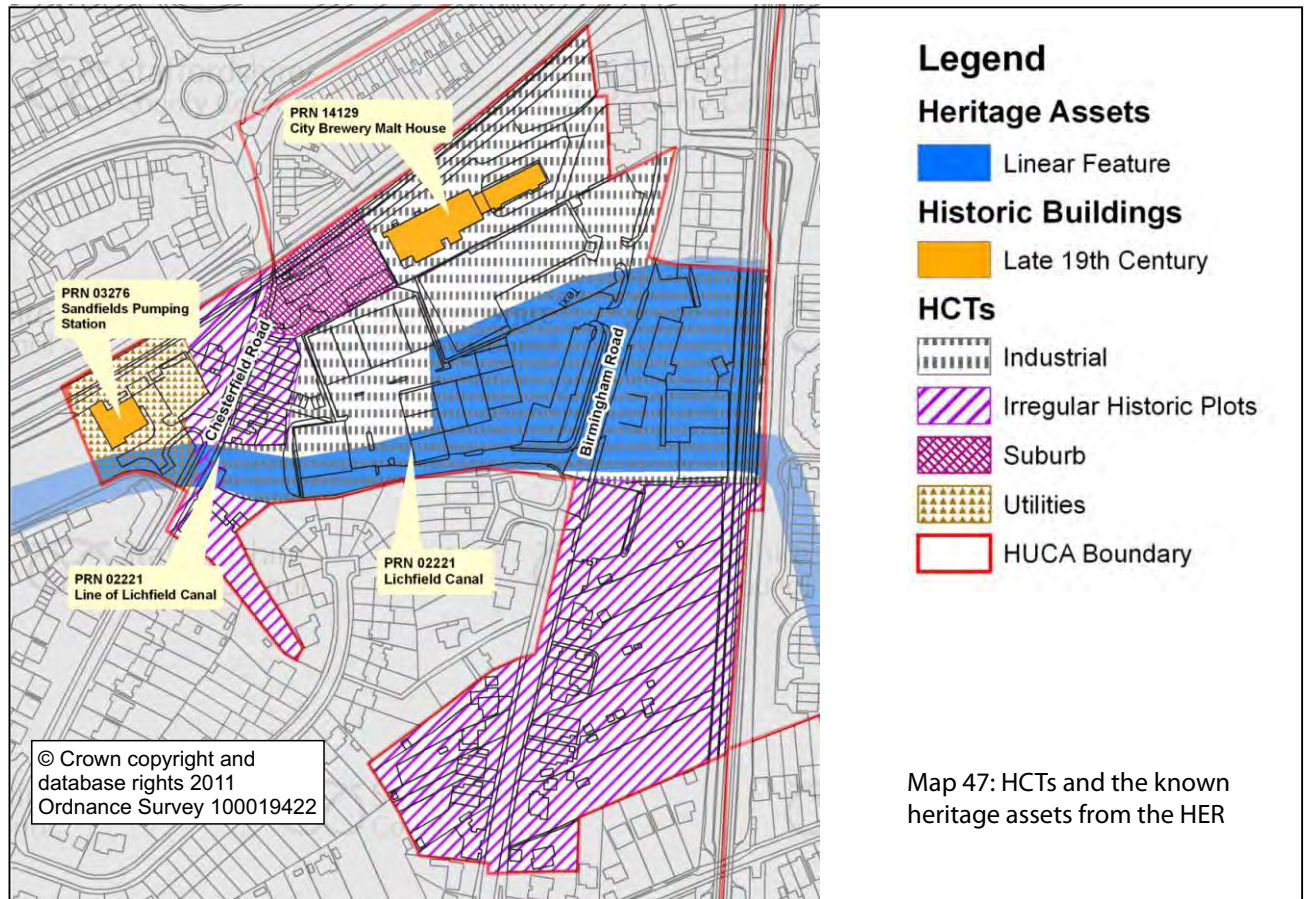 PRN 14129
City Brewery Malt House
PRN 03276
Sandfields Pumping
Station
Chesterfield Road
Birmingham Road
PRN 02221
Line of Lichfield Canal
PRN 02221
Lichfield Canal
© Crown copyright and
database rights 2011
Ordnance Survey 100019422
Legend
Heritage Assets
Linear Feature
Historic Buildings
Late 19th Century
HCTs
Industrial
Irregular Historic Plots
Suburb
Utilities
HUCA Boundary
Map 47: HCTs and the known
heritage assets from the HER